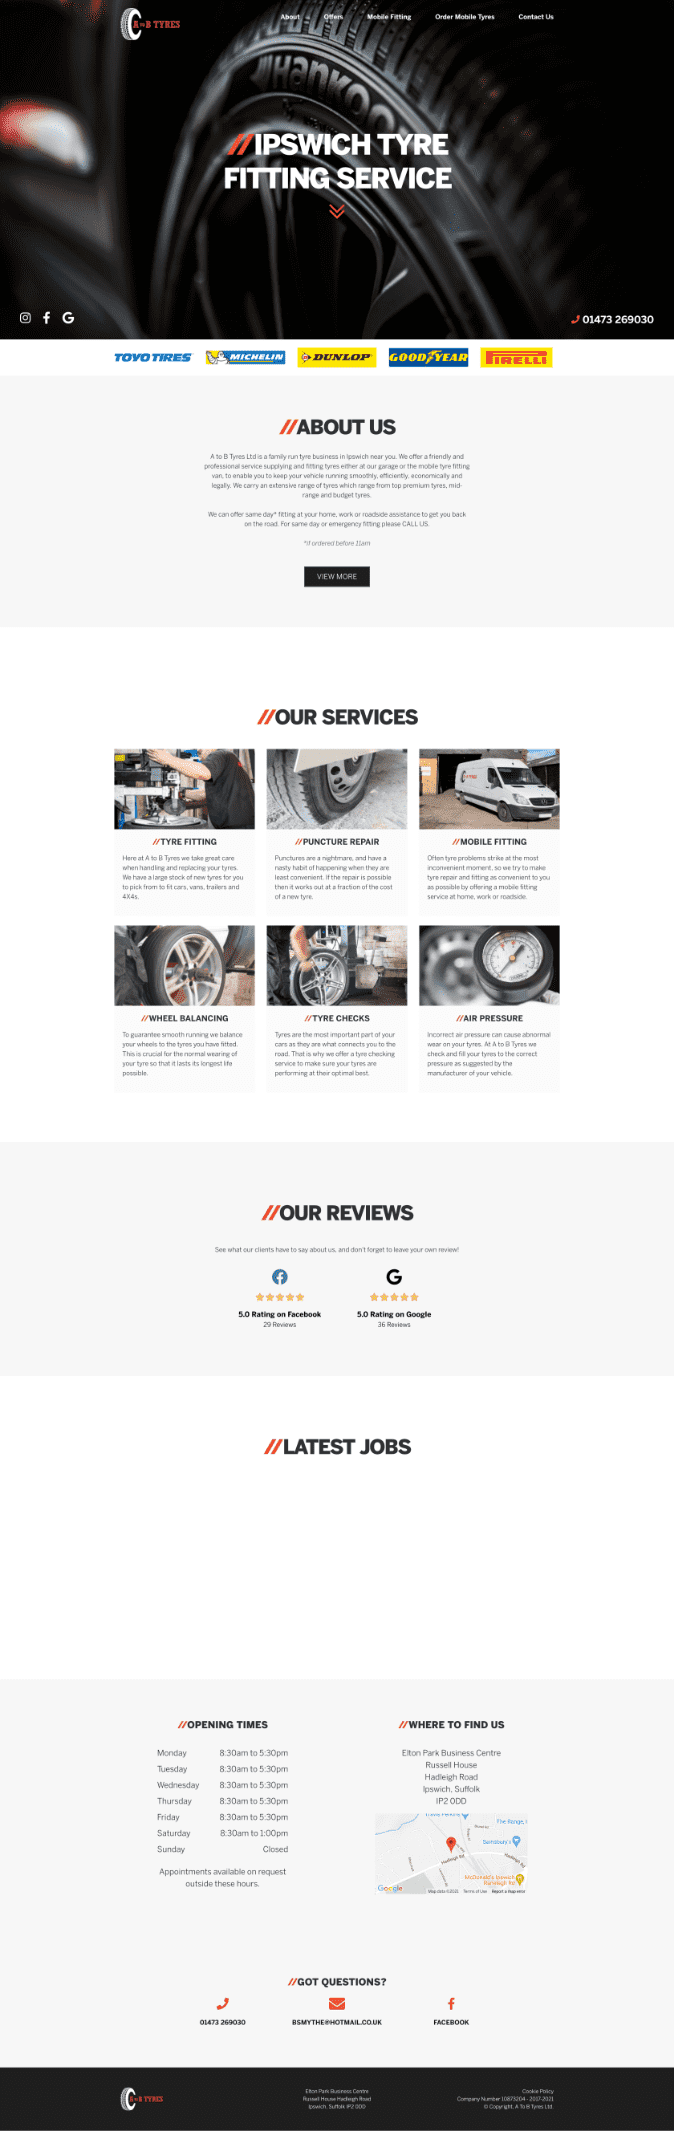 A to B TYRES
About
Offers
Mobile Fitting
Order Mobile Tyres
Contact Us
Hankoo
//IPSWICH TYRE
FITTING SERVICE
01473 269030
TOYO TIRES
MICHELIN
DUNLOP
GOODYEAR
PIRELLI
//ABOUT US
A to B Tyres Ltd is a family run tyre business in Ipswich near you. We offer a friendly and
professional service supplying and fitting tyres either at our garage or the mobile tyre fitting
van, to enable you to keep your vehicle running smoothly, efficiently, economically and
legally. We carry an extensive range of tyres which range from top premium tyres, mid-
range and budget tyres.
We can offer same day* fitting at your home, work or roadside assistance to get you back
on the road. For same day or emergency fitting please CALL US.
*if ordered before 11am
VIEW MORE
//OUR SERVICES
//TYRE FITTING
Here at A to B Tyres we take great care
when handling and replacing your tyres.
We have a large stock of new tyres for you
to pick from to fit cars, vans, trailers and
4X4s.
//PUNCTURE REPAIR
Punctures are a nightmare, and have a
nasty habit of happening when they are
least convenient. If the repair is possible
then it works out at a fraction of the cost
of a new tyre.
//MOBILE FITTING
Often tyre problems strike at the most
inconvenient moment, so we try to make
tyre repair and fitting as convenient to you
as possible by offering a mobile fitting
service at home, work or roadside.
//WHEEL BALANCING
To guarantee smooth running we balance
your wheels to the tyres you have fitted.
This is crucial for the normal wearing of
your tyre so that it lasts its longest life
possible.
//TYRE CHECKS
Tyres are the most important part of your
cars as they are what connects you to the
road. That is why we offer a tyre checking
service to make sure your tyres are
performing at their optimal best.
//AIR PRESSURE
Incorrect air pressure can cause abnormal
wear on your tyres. At A to B Tyres we
check and fill your tyres to the correct
pressure as suggested by the
manufacturer of your vehicle.
//OUR REVIEWS
See what our clients have to say about us, and don't forget to leave your own review!
5.0 Rating on Facebook
29 Reviews
5.0 Rating on Google
36 Reviews
//LATEST JOBS
//OPENING TIMES
Monday 8:30am to 5:30pm
Tuesday 8:30am to 5:30pm
Wednesday 8:30am to 5:30pm
Thursday 8:30am to 5:30pm
Friday 8:30am to 5:30pm
Saturday 8:30am to 1:00pm
Sunday Closed
Appointments available on request
outside these hours.
//WHERE TO FIND US
Elton Park Business Centre
Russell House
Hadleigh Road
Ipswich, Suffolk
IP2 0DD
The Range,
Sainsbury's
Hadleigh Rd
Hadleigh Rd
McDonald's Ipswich
Hadleigh Rd
Google
Map data ©2022 Terms of Use Report a map error
//GOT QUESTIONS?
01473 269030
BSMYTHE@HOTMAIL.CO.UK
FACEBOOK
A to B TYRES
Elton Park Business Centre
Russell House Hadleigh Road
Ipswich, Suffolk IP2 0DD
Cookie Policy
Company Number 10873204 - 2017-2021
© Copyright, A To B Tyres Ltd.